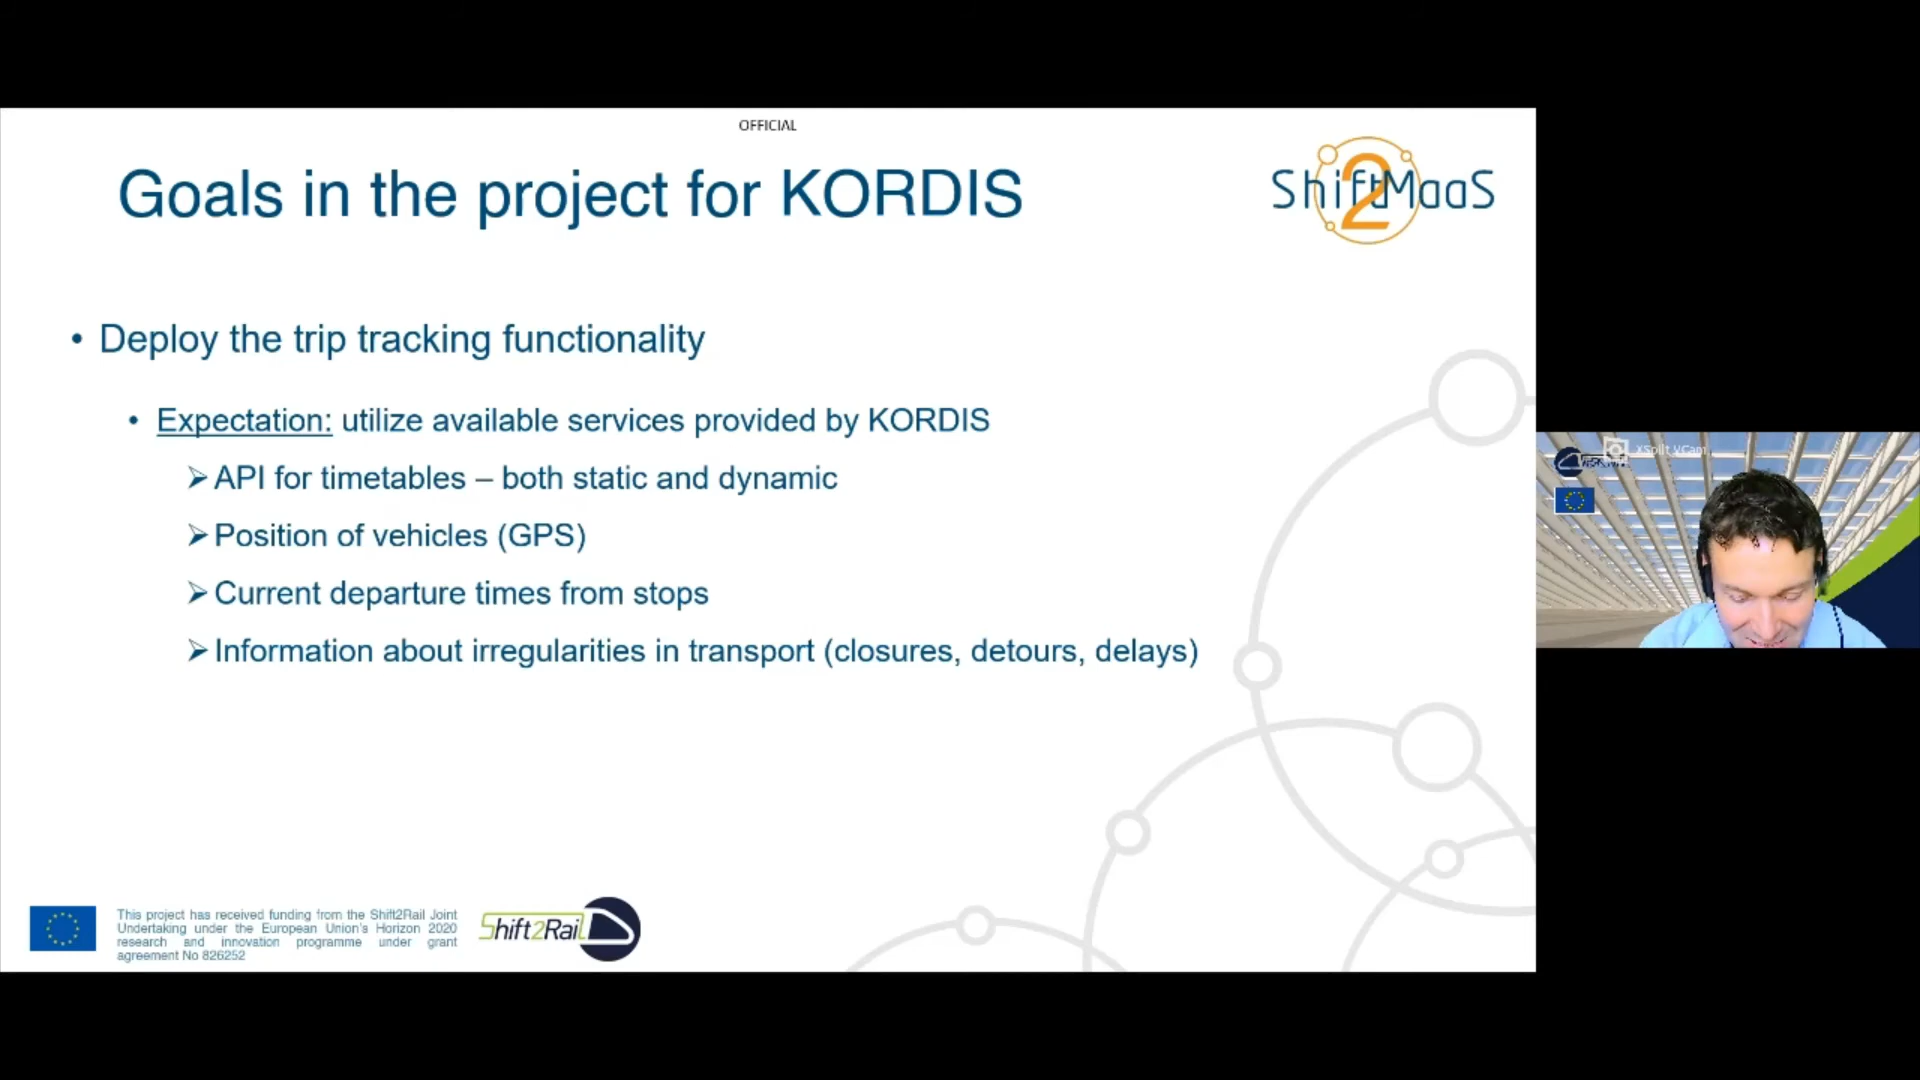 OFFICIAL
Goals in the project for KORDIS
Shift2MaaS
• Deploy the trip tracking functionality
• Expectation: utilize available services provided by KORDIS
➢ API for timetables – both static and dynamic
➢ Position of vehicles (GPS)
➢ Current departure times from stops
➢ Information about irregularities in transport (closures, detours, delays)
XSplit VCam
This project has received funding from the Shift2Rail Joint
Undertaking under the European Union's Horizon 2020
research and innovation programme under grant
agreement No 826252
Shift2Rail